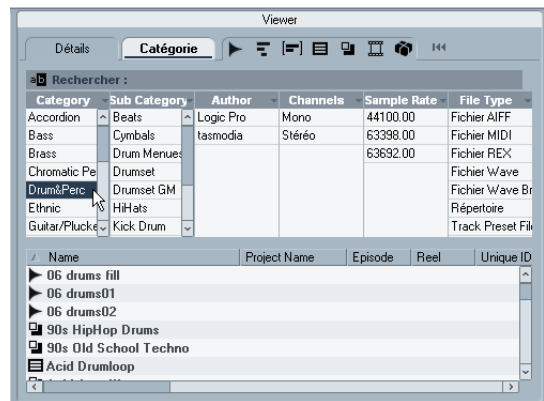 Viewer
Détails Catégorie
Rechercher :
Category Sub Category Author Channels Sample Rate File Type
Accordion Beats Logic Pro Mono 44100.00 Fichier AIFF
Bass Cymbals tasmodia Stéréo 63398.00 Fichier MIDI
Brass Drum Menues 63692.00 Fichier REX
Chromatic Pe Drumset Fichier Wave
Drum&Perc Drumset GM Fichier Wave Br
Ethnic HiHats Répertoire
Guitar/Plucke Kick Drum Track Preset File
Name Project Name Episode Reel Unique ID
06 drums fill
06 drums01
06 drums02
90s HipHop Drums
90s Old School Techno
Acid Drumloop